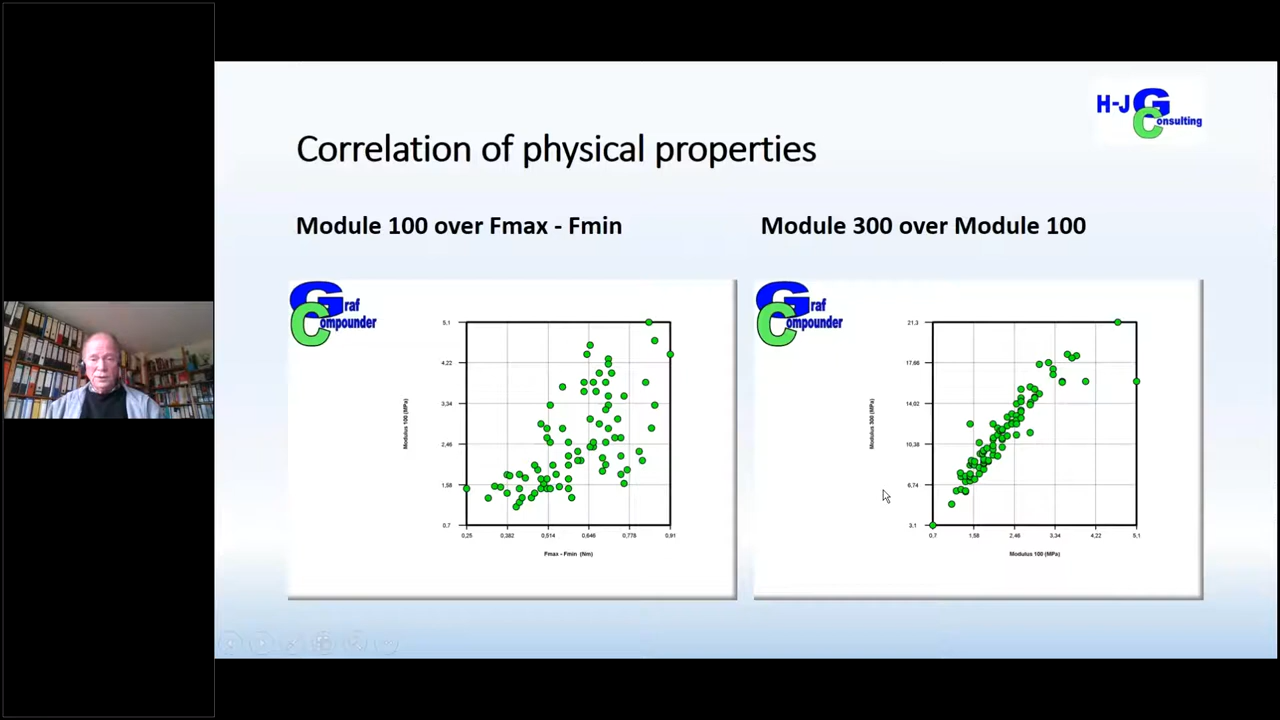 H-J G
Consulting
Correlation of physical properties
Module 100 over Fmax - Fmin
Module 300 over Module 100
Graf
Compounder
5,1
4,22
3,34
2,46
1,58
0,7
Modulus 100 (MPa)
0,25 0,382 0,514 0,646 0,778 0,91
Fmax - Fmin (Nm)
Graf
Compounder
21,3
17,66
14,02
10,38
6,74
3,1
Modulus 300 (MPa)
0,7 1,58 2,46 3,34 4,22 5,1
Modulus 100 (MPa)